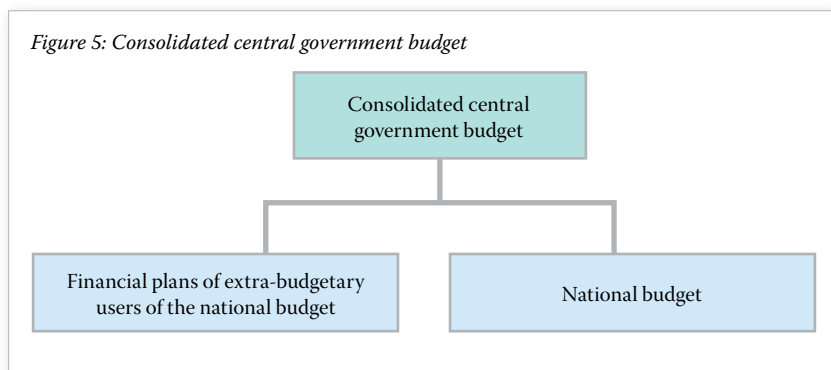 Figure 5: Consolidated central government budget
Consolidated central
government budget
Financial plans of extra-budgetary
users of the national budget
National budget